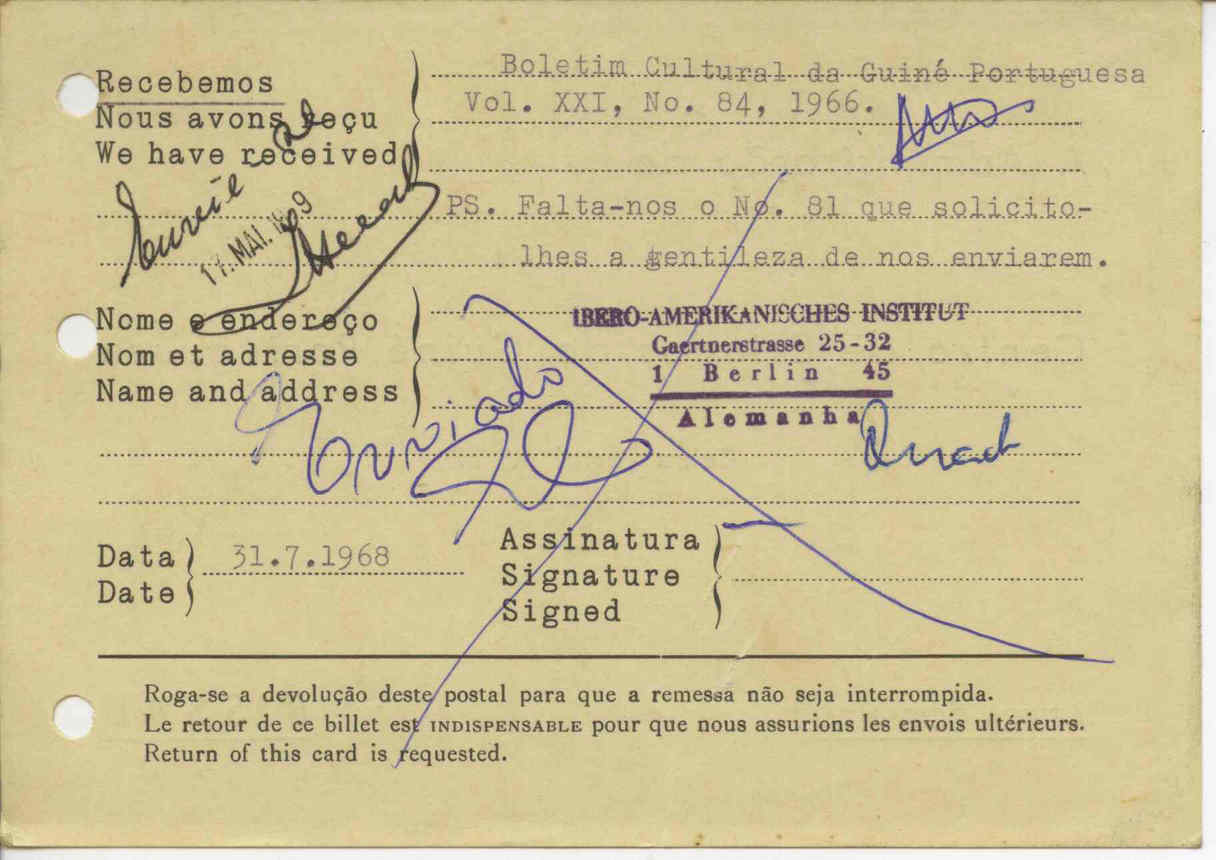 Recebemos
Nous avons reçu
We have received
Boletim Cultural da Guiné Portuguesa
Vol. XXI, No. 84, 1966.
Envie-se
17. MAI. 
PS. Falta-nos o No. 81 que solicito-
lhes a gentileza de nos enviarem.
Nome e endereço
Nom et adresse
Name and address
IBERO-AMERIKANISCHES INSTITUT
Gaertnerstrasse 25-32
1 Berlin 45
Alemanha
Enviado
Data
Date
31.7.1968
Assinatura
Signature
Signed
Roga-se a devolução deste postal para que a remessa não seja interrompida.
Le retour de ce billet est INDISPENSABLE pour que nous assurions les envois ultérieurs.
Return of this card is requested.